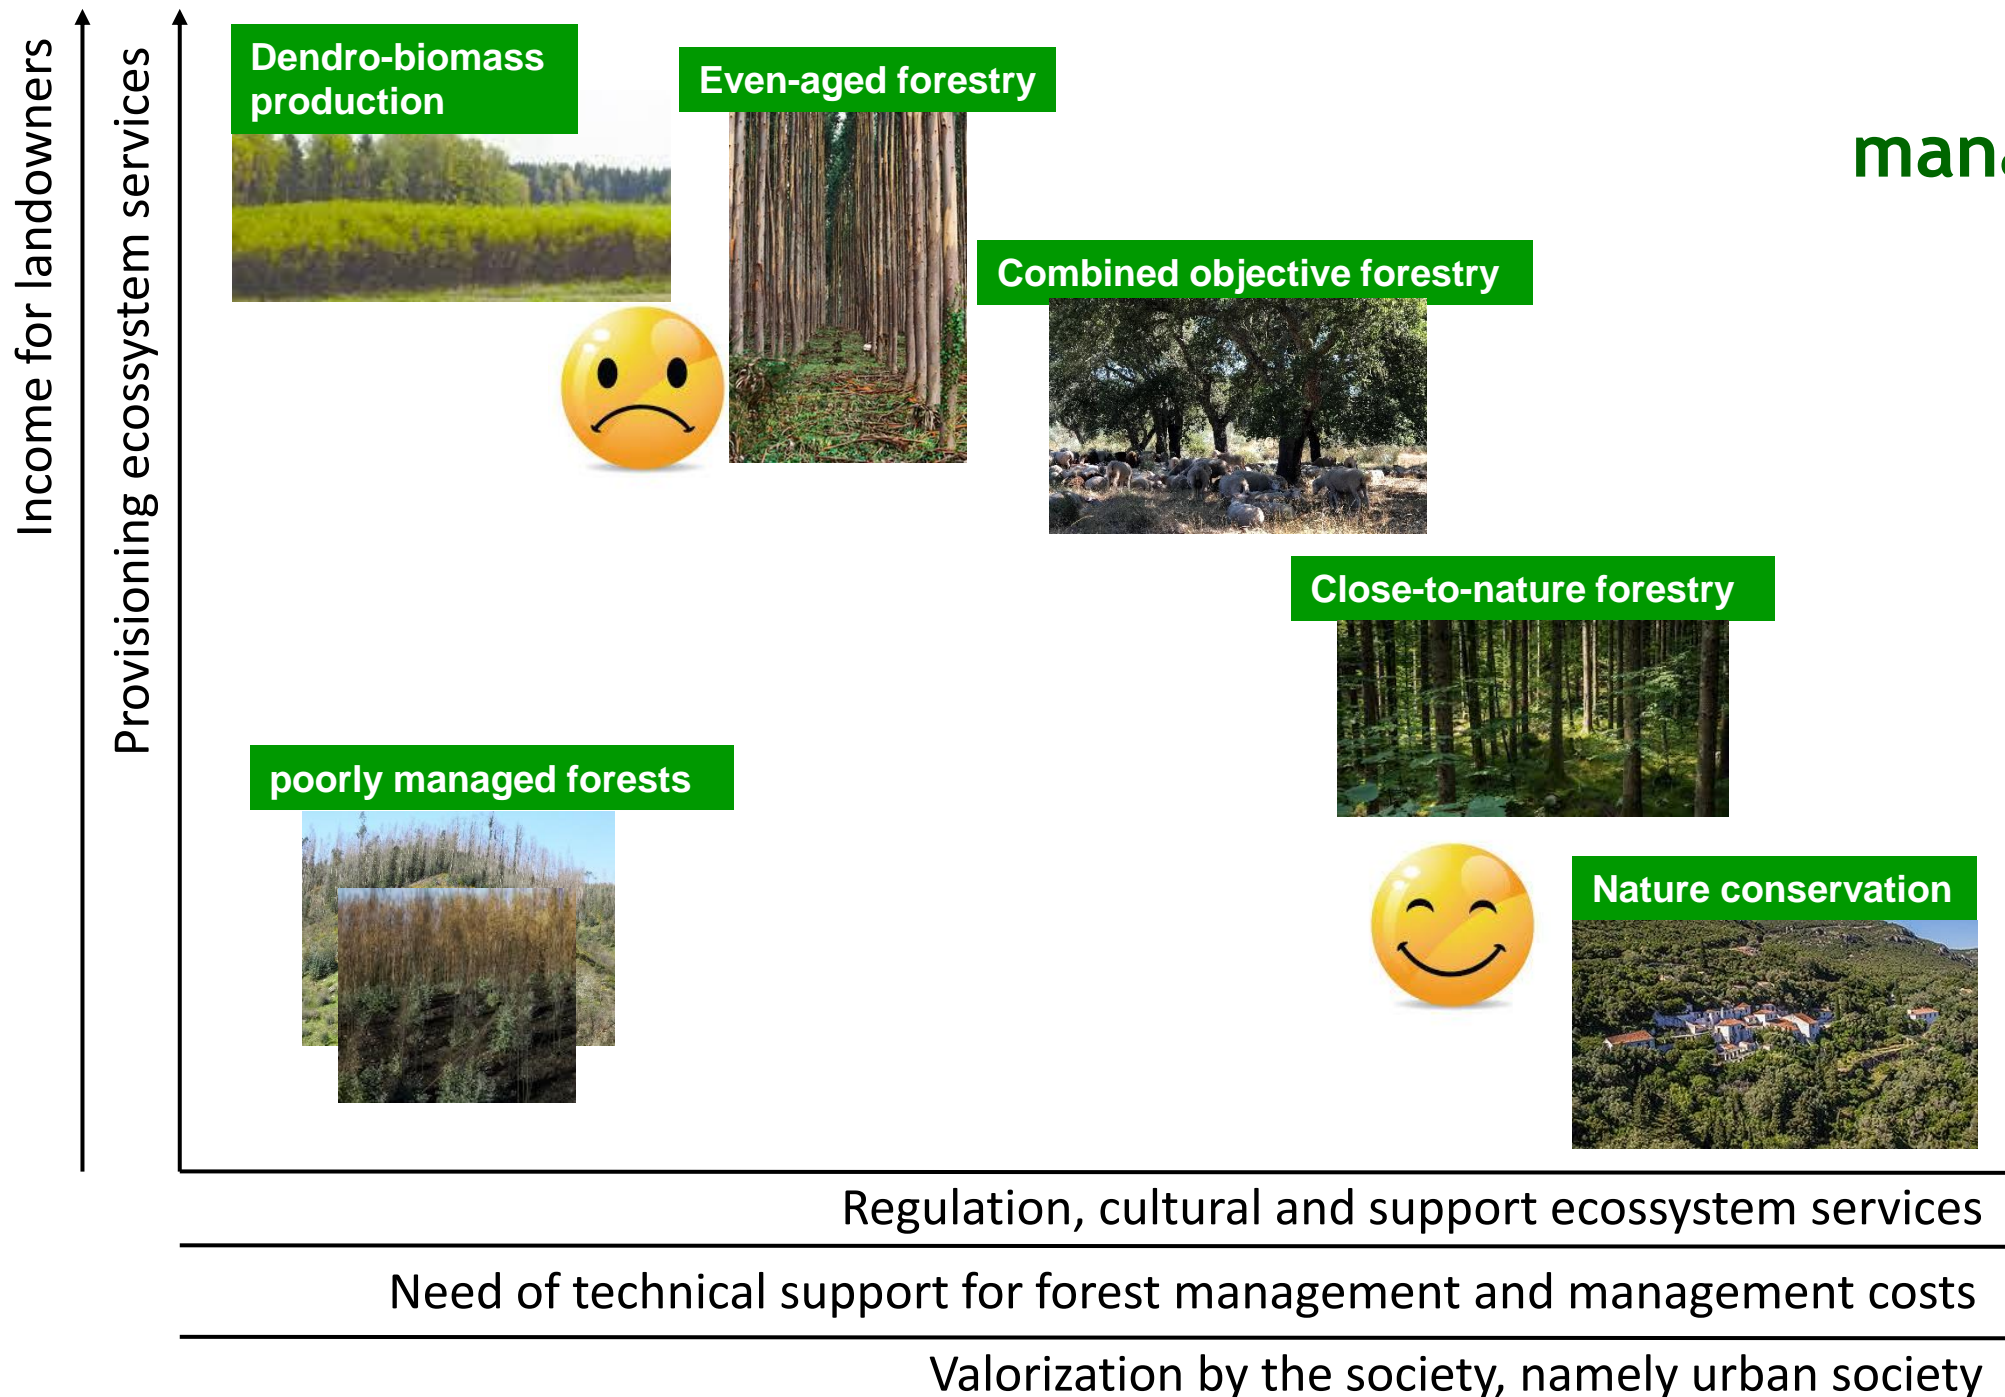 Income for landowners
Provisioning ecossystem services
Dendro-biomass
production
Even-aged forestry
Combined objective forestry
Close-to-nature forestry
poorly managed forests
Nature conservation
Regulation, cultural and support ecossystem services
Need of technical support for forest management and management costs
Valorization by the society, namely urban society